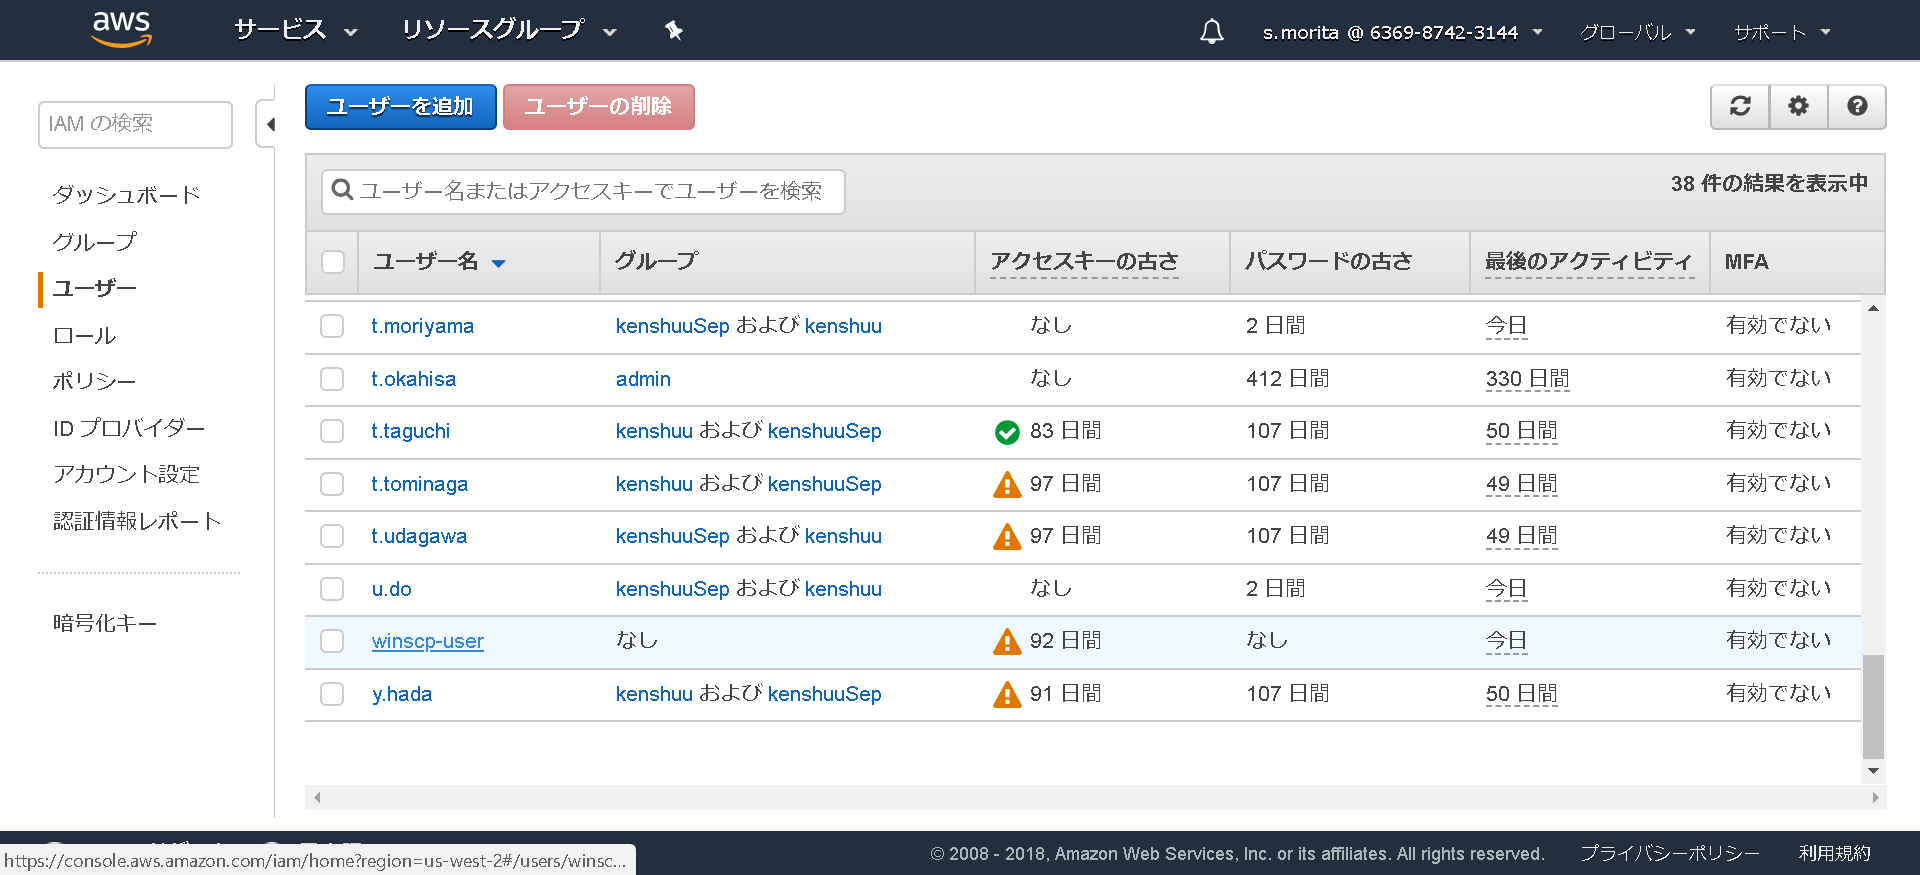 aws サービス リソースグループ s.morita @ 6369-8742-3144 グローバル サポート
IAM の検索
ダッシュボード
グループ
ユーザー
ロール
ポリシー
ID プロバイダー
アカウント設定
認証情報レポート
暗号化キー
ユーザーを追加 ユーザーの削除
ユーザー名またはアクセスキーでユーザーを検索 38 件の結果を表示中
ユーザー名 グループ アクセスキーの古さ パスワードの古さ 最後のアクティビティ MFA
t.moriyama kenshuuSep および kenshuu なし 2 日間 今日 有効でない
t.okahisa admin なし 412 日間 330 日間 有効でない
t.taguchi kenshuu および kenshuuSep 83 日間 107 日間 50 日間 有効でない
t.tominaga kenshuu および kenshuuSep 97 日間 107 日間 49 日間 有効でない
t.udagawa kenshuuSep および kenshuu 97 日間 107 日間 49 日間 有効でない
u.do kenshuuSep および kenshuu なし 2 日間 今日 有効でない
winscp-user なし 92 日間 なし 今日 有効でない
y.hada kenshuu および kenshuuSep 91 日間 107 日間 50 日間 有効でない
https://console.aws.amazon.com/iam/home?region=us-west-2#/users/winsc...
© 2008 - 2018, Amazon Web Services, Inc. or its affiliates. All rights reserved. プライバシーポリシー 利用規約